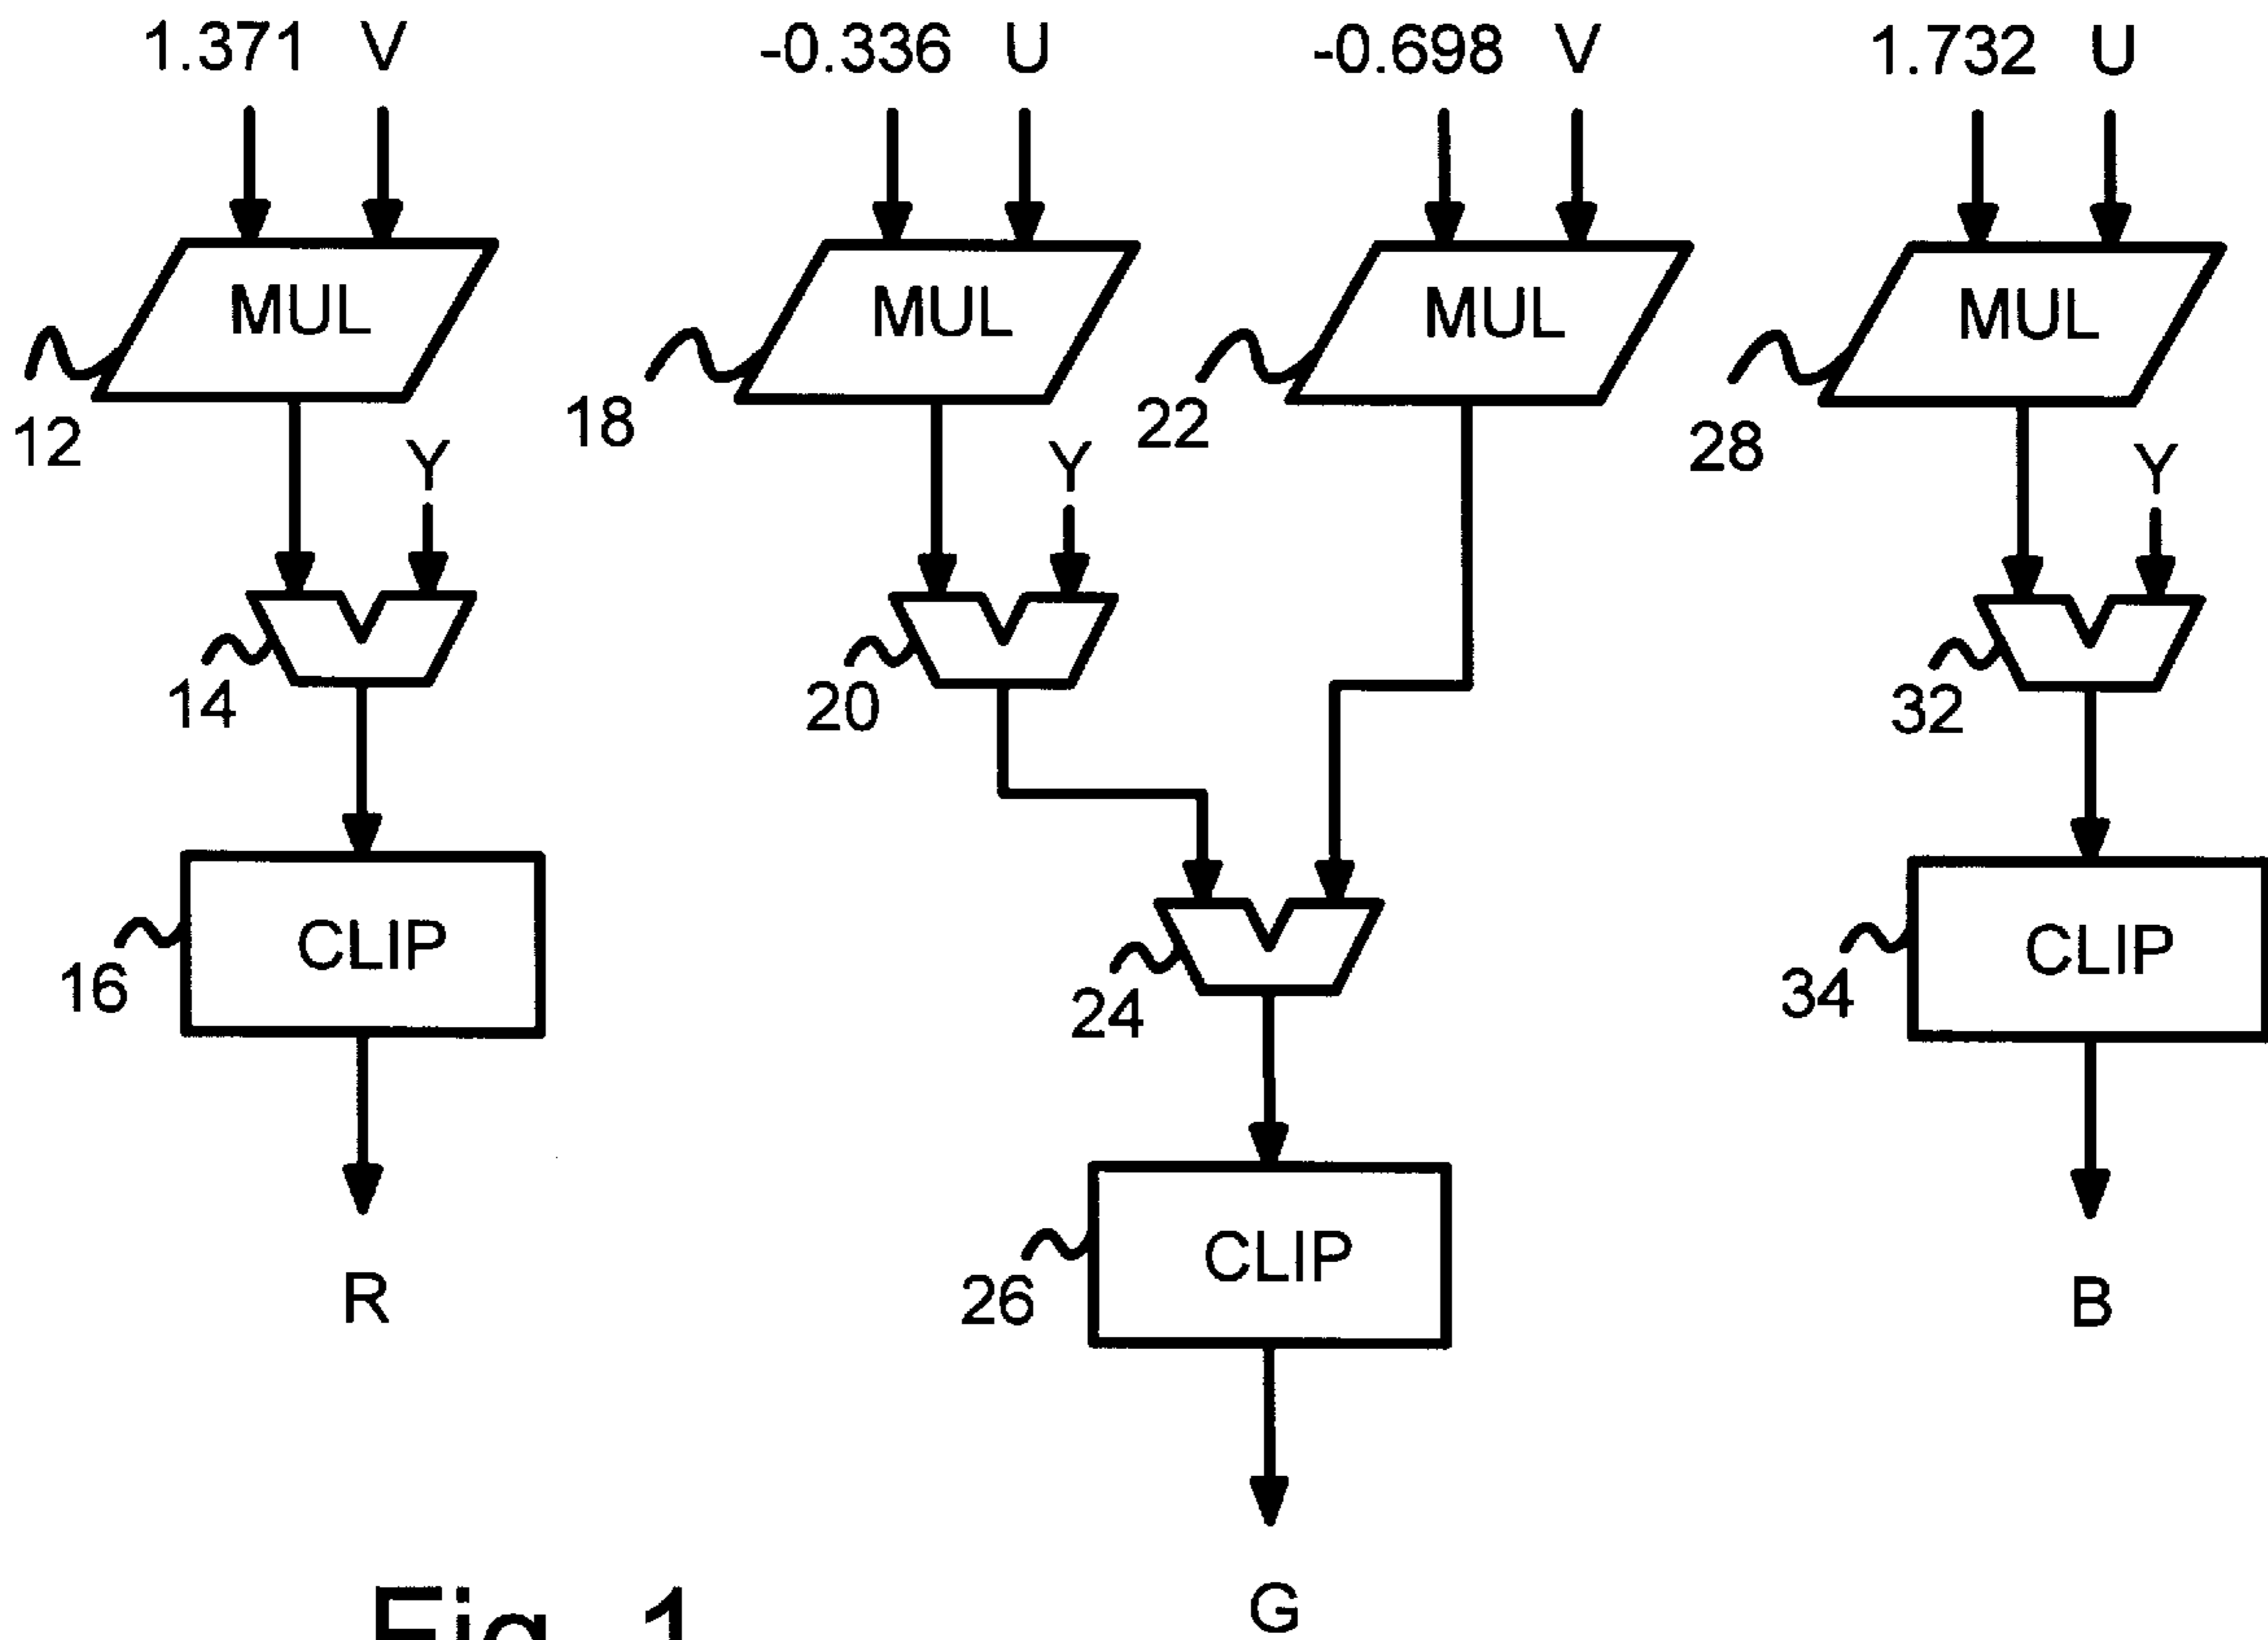 1.371 V -0.336 U -0.698 V 1.732 U
MUL MUL MUL MUL
12 18 22 28
Y Y Y
14 20 32
CLIP CLIP
16 24 34
CLIP
26
R B
G
Fig. 1